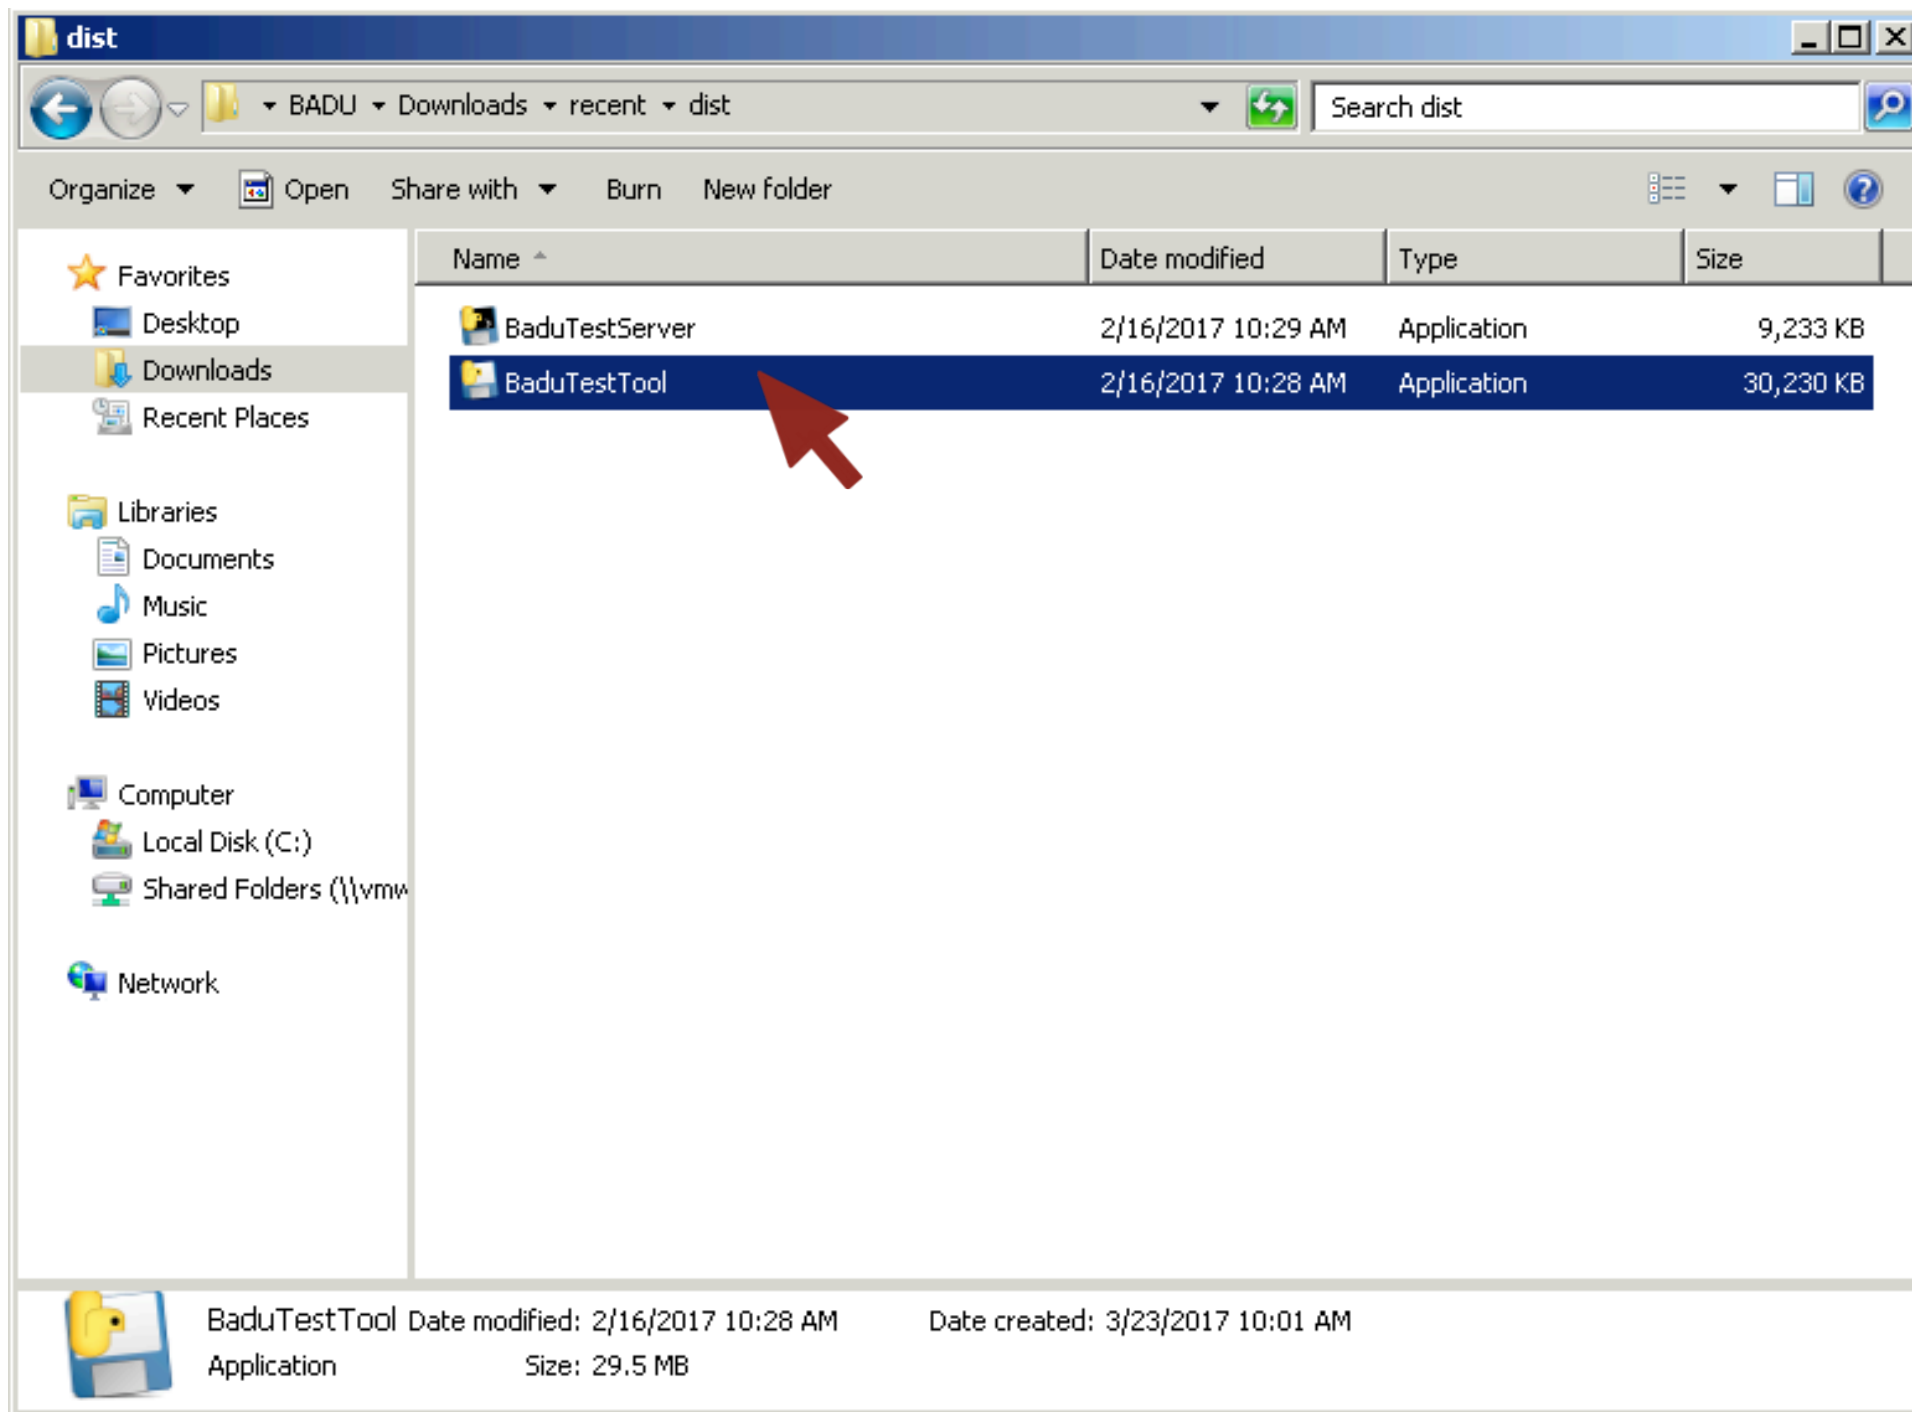 dist
BADU Downloads recent dist
Search dist
Organize Open Share with Burn New folder
Name Date modified Type Size
Favorites
Desktop
Downloads
Recent Places
Libraries
Documents
Music
Pictures
Videos
Computer
Local Disk (C:)
Shared Folders (\\vmw
Network
BaduTestServer 2/16/2017 10:29 AM Application 9,233 KB
BaduTestTool 2/16/2017 10:28 AM Application 30,230 KB
BaduTestTool Date modified: 2/16/2017 10:28 AM Date created: 3/23/2017 10:01 AM
Application Size: 29.5 MB